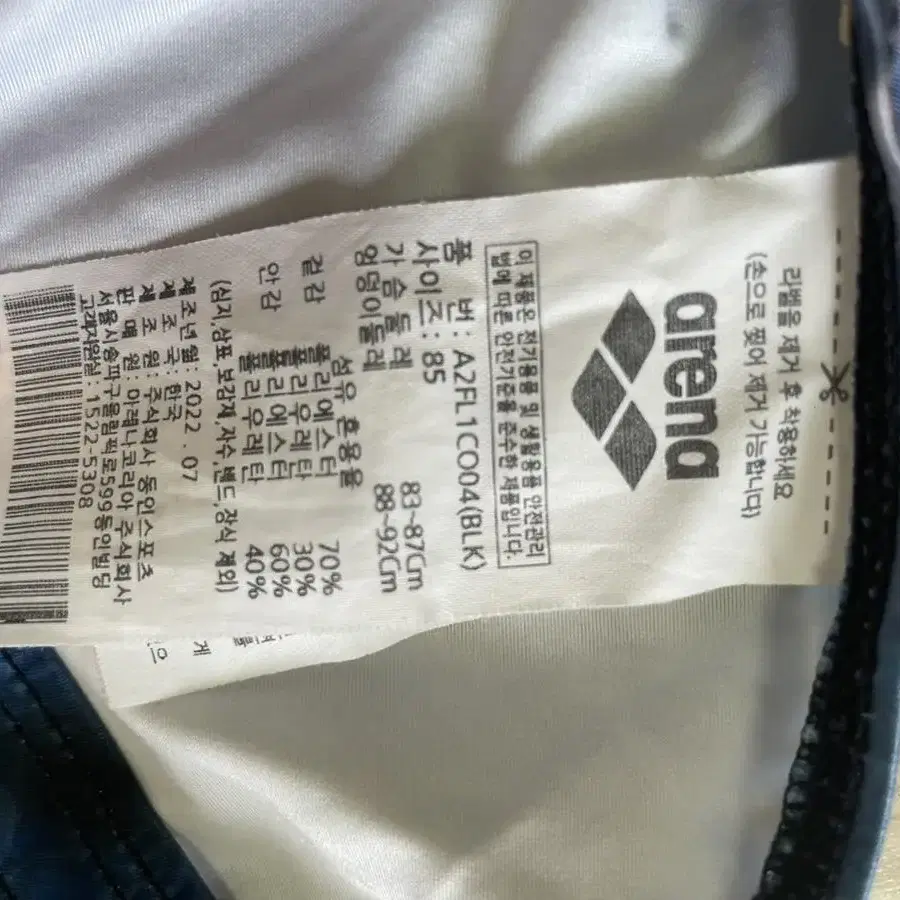 리벨을 제거 후 착용하세요
(손으로 찢어 제거 가능합니다)
arena
이 제품은 전기용품 및 생활용품 안전관리
법에 따른 안전기준을 준수한 제품입니다.
품 번: A2FL1CO04(BLK)
사이즈: 85
가슴둘레 83~87Cm
엉덩이둘레 88~92Cm
섬유 혼용율
겉감 폴리에스터 70%
폴리우레탄 30%
안감 폴리에스터 60%
폴리우레탄 40%
(심지,상표,보강재,자수,밴드,장식 제외)
제조년월: 2022 . 07
제 조 국: 한국
제 조 원: 주식회사 동인스포츠
판 매 원: 아레나코리아 주식회사
서울시송파구올림픽로599동인빌딩
고객지원실: 1522-5308
게